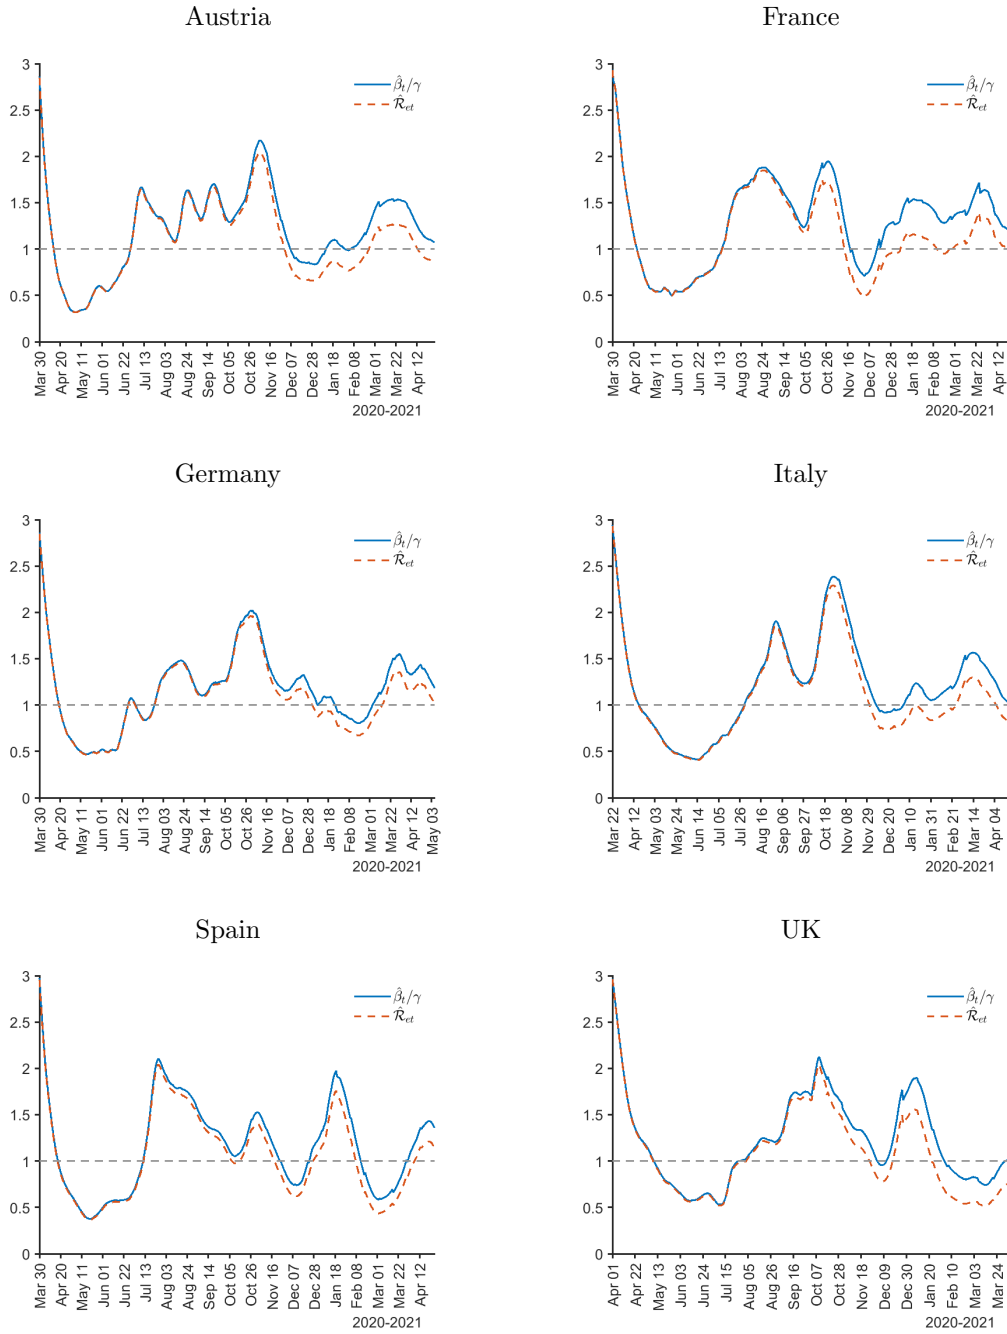 Austria
3
2.5
2
1.5
1
0.5
0
β̂ₜ/γ
ℛ̂ₑₜ
Mar 30
Apr 20
May 11
Jun 01
Jun 22
Jul 13
Aug 03
Aug 24
Sep 14
Oct 05
Oct 26
Nov 16
Dec 07
Dec 28
Jan 18
Feb 08
Mar 01
Mar 22
Apr 12
2020-2021
France
3
2.5
2
1.5
1
0.5
0
β̂ₜ/γ
ℛ̂ₑₜ
Mar 30
Apr 20
May 11
Jun 01
Jun 22
Jul 13
Aug 03
Aug 24
Sep 14
Oct 05
Oct 26
Nov 16
Dec 07
Dec 28
Jan 18
Feb 08
Mar 01
Mar 22
Apr 12
2020-2021
Germany
3
2.5
2
1.5
1
0.5
0
β̂ₜ/γ
ℛ̂ₑₜ
Mar 30
Apr 20
May 11
Jun 01
Jun 22
Jul 13
Aug 03
Aug 24
Sep 14
Oct 05
Oct 26
Nov 16
Dec 07
Dec 28
Jan 18
Feb 08
Mar 01
Mar 22
Apr 12
May 03
2020-2021
Italy
3
2.5
2
1.5
1
0.5
0
β̂ₜ/γ
ℛ̂ₑₜ
Mar 22
Apr 12
May 03
May 24
Jun 14
Jul 05
Jul 26
Aug 16
Sep 06
Sep 27
Oct 18
Nov 08
Nov 29
Dec 20
Jan 10
Jan 31
Feb 21
Mar 14
Apr 04
2020-2021
Spain
3
2.5
2
1.5
1
0.5
0
β̂ₜ/γ
ℛ̂ₑₜ
Mar 30
Apr 20
May 11
Jun 01
Jun 22
Jul 13
Aug 03
Aug 24
Sep 14
Oct 05
Oct 26
Nov 16
Dec 07
Dec 28
Jan 18
Feb 08
Mar 01
Mar 22
Apr 12
2020-2021
UK
3
2.5
2
1.5
1
0.5
0
β̂ₜ/γ
ℛ̂ₑₜ
Apr 01
Apr 22
May 13
Jun 03
Jun 24
Jul 15
Aug 05
Aug 26
Sep 16
Oct 07
Oct 28
Nov 18
Dec 09
Dec 30
Jan 20
Feb 10
Mar 03
Mar 24
2020-2021